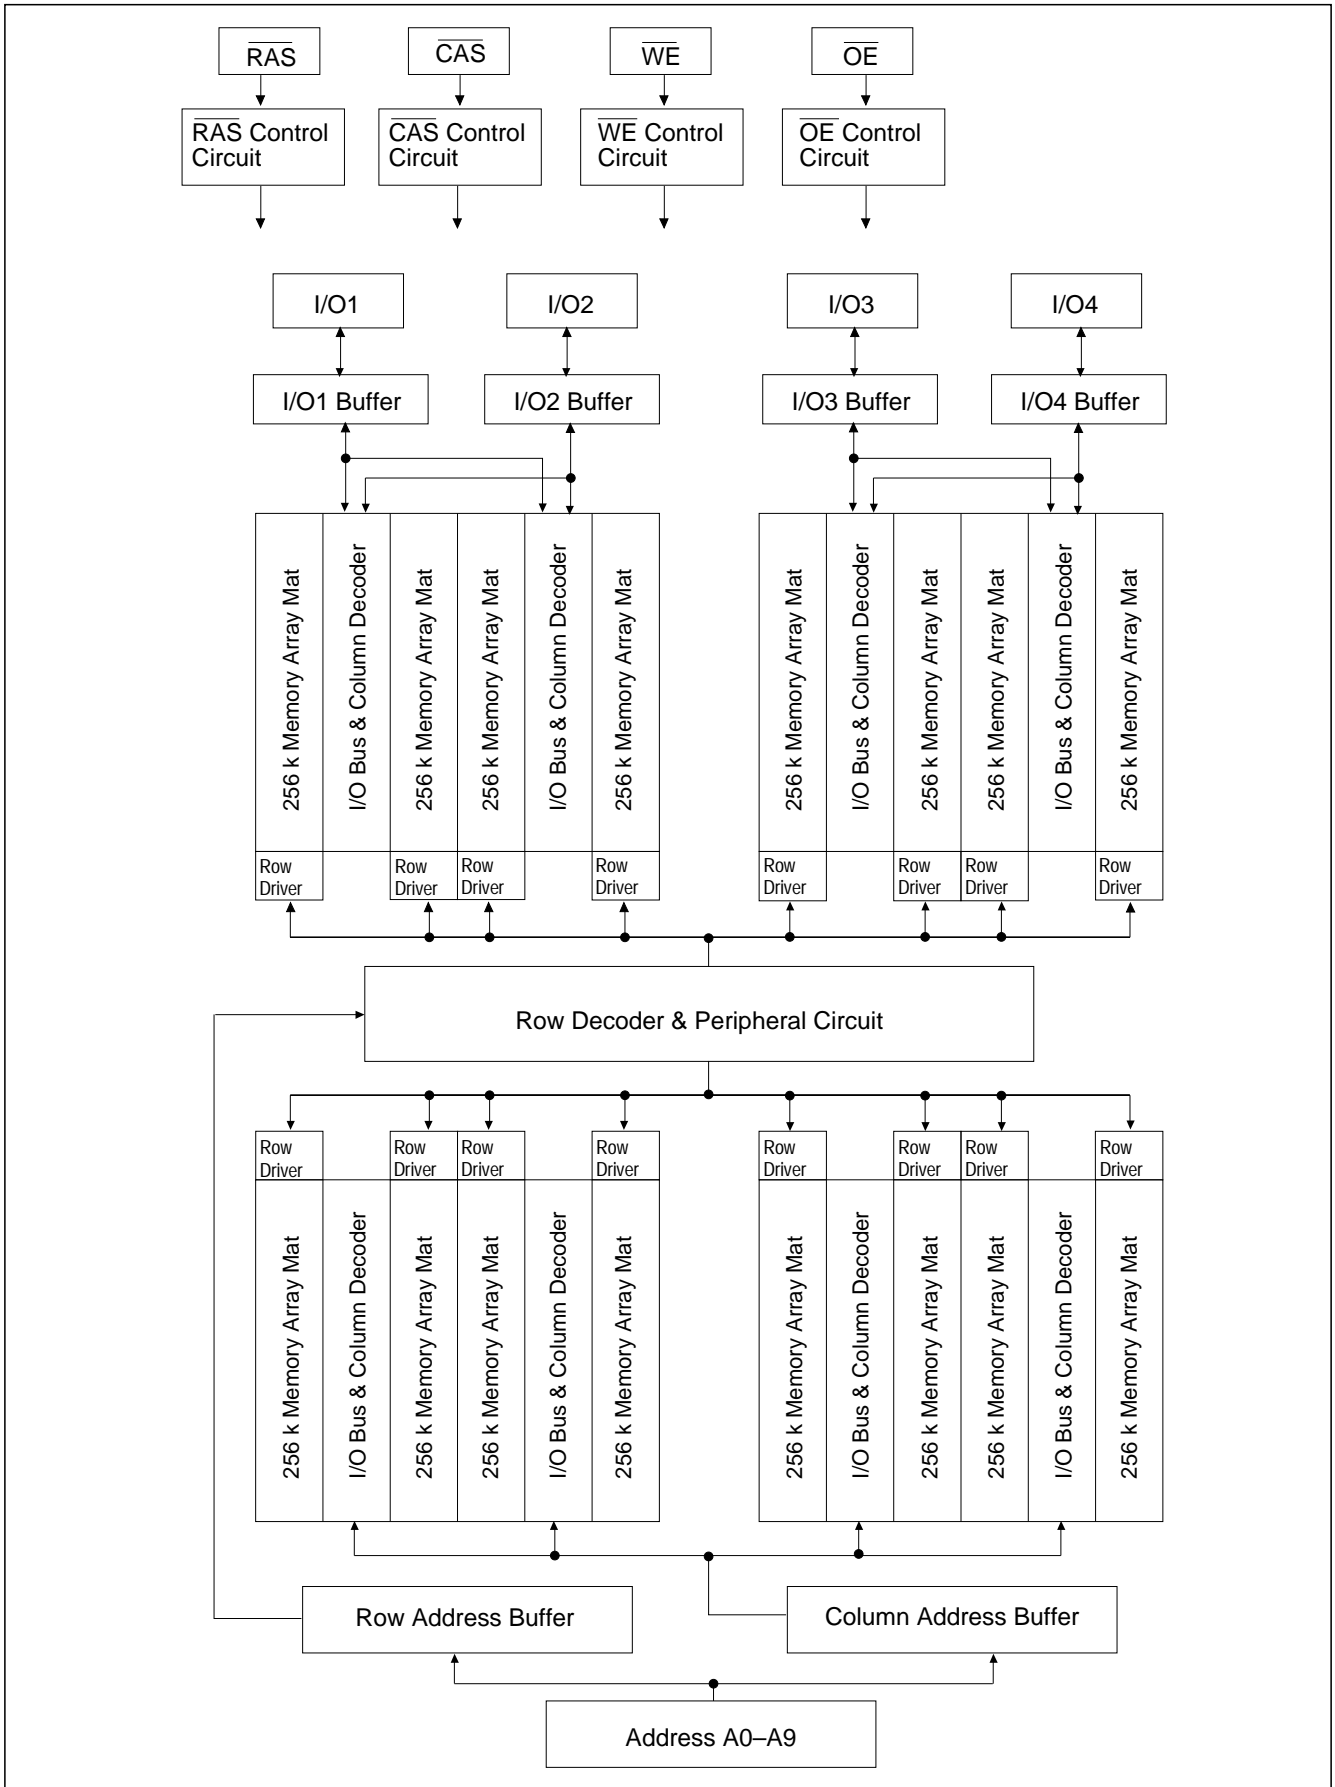 R̅A̅S̅
C̅A̅S̅
W̅E̅
O̅E̅
R̅A̅S̅ Control
Circuit
C̅A̅S̅ Control
Circuit
W̅E̅ Control
Circuit
O̅E̅ Control
Circuit
I/O1
I/O2
I/O3
I/O4
I/O1 Buffer
I/O2 Buffer
I/O3 Buffer
I/O4 Buffer
256 k Memory Array Mat
I/O Bus & Column Decoder
256 k Memory Array Mat
256 k Memory Array Mat
I/O Bus & Column Decoder
256 k Memory Array Mat
256 k Memory Array Mat
I/O Bus & Column Decoder
256 k Memory Array Mat
256 k Memory Array Mat
I/O Bus & Column Decoder
256 k Memory Array Mat
Row
Driver
Row
Driver
Row
Driver
Row
Driver
Row
Driver
Row
Driver
Row
Driver
Row
Driver
Row Decoder & Peripheral Circuit
Row
Driver
Row
Driver
Row
Driver
Row
Driver
Row
Driver
Row
Driver
Row
Driver
Row
Driver
256 k Memory Array Mat
I/O Bus & Column Decoder
256 k Memory Array Mat
256 k Memory Array Mat
I/O Bus & Column Decoder
256 k Memory Array Mat
256 k Memory Array Mat
I/O Bus & Column Decoder
256 k Memory Array Mat
256 k Memory Array Mat
I/O Bus & Column Decoder
256 k Memory Array Mat
Row Address Buffer
Column Address Buffer
Address A0–A9